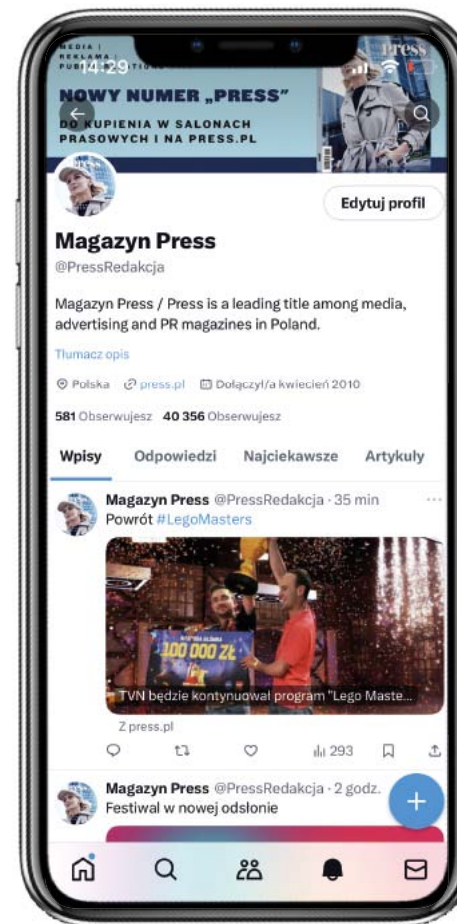 MEDIA |
REKLAMA |
Press
14:29
NOWY NUMER „PRESS”
DO KUPIENIA W SALONACH
PRASOWYCH I NA PRESS.PL
Edytuj profil
Magazyn Press
@PressRedakcja
Magazyn Press / Press is a leading title among media,
advertising and PR magazines in Poland.
Tłumacz opis
Polska press.pl Dołączył/a kwiecień 2010
581 Obserwujesz 40 356 Obserwujesz
Wpisy Odpowiedzi Najciekawsze Artykuły
Magazyn Press @PressRedakcja · 35 min
Powrót #LegoMasters
100 000 ZŁ
TVN będzie kontynuował program "Lego Maste...
Z press.pl
293
Magazyn Press @PressRedakcja · 2 godz.
Festiwal w nowej odsłonie